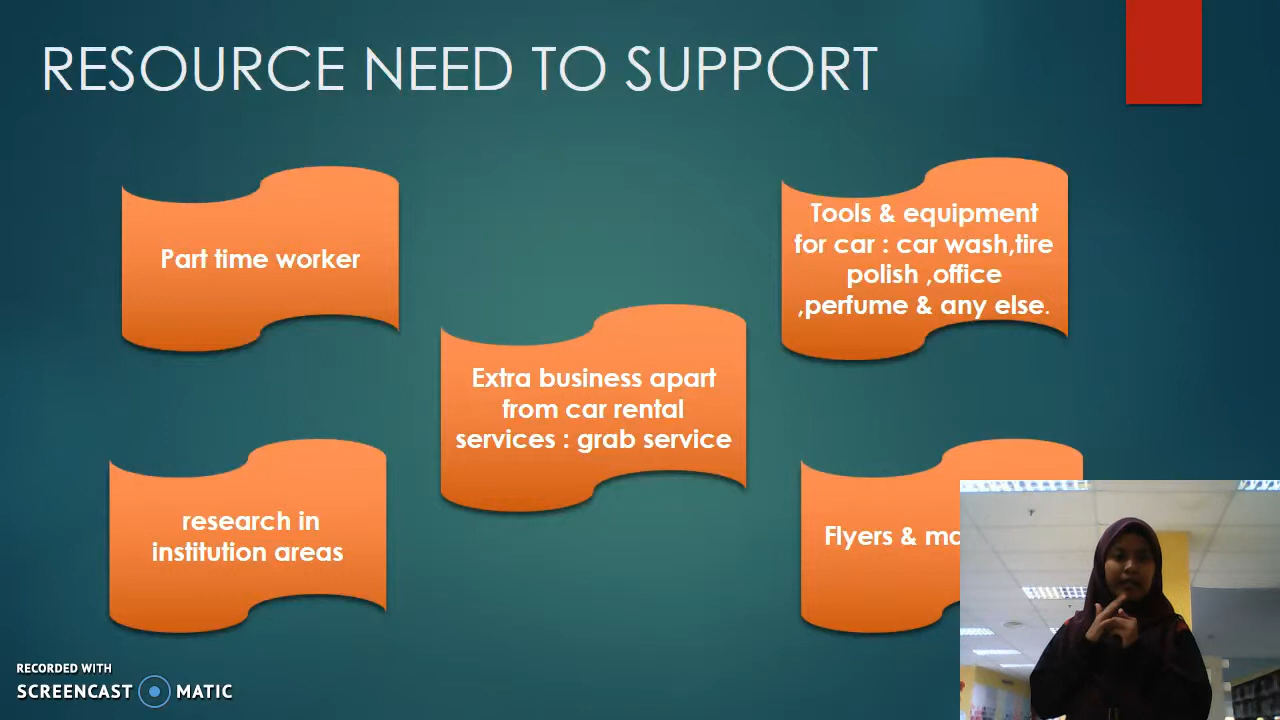 RESOURCE NEED TO SUPPORT
Part time worker
Tools & equipment
for car : car wash,tire
polish ,office
,perfume & any else.
Extra business apart
from car rental
services : grab service
research in
institution areas
Flyers &
RECORDED WITH
SCREENCAST MATIC